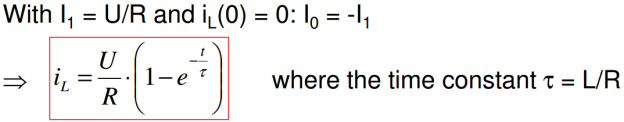 With I₁ = U/R and iL(0) = 0: I₀ = -I₁
⇒ iL = U/R · (1 − e^(−t/τ)) where the time constant τ = L/R